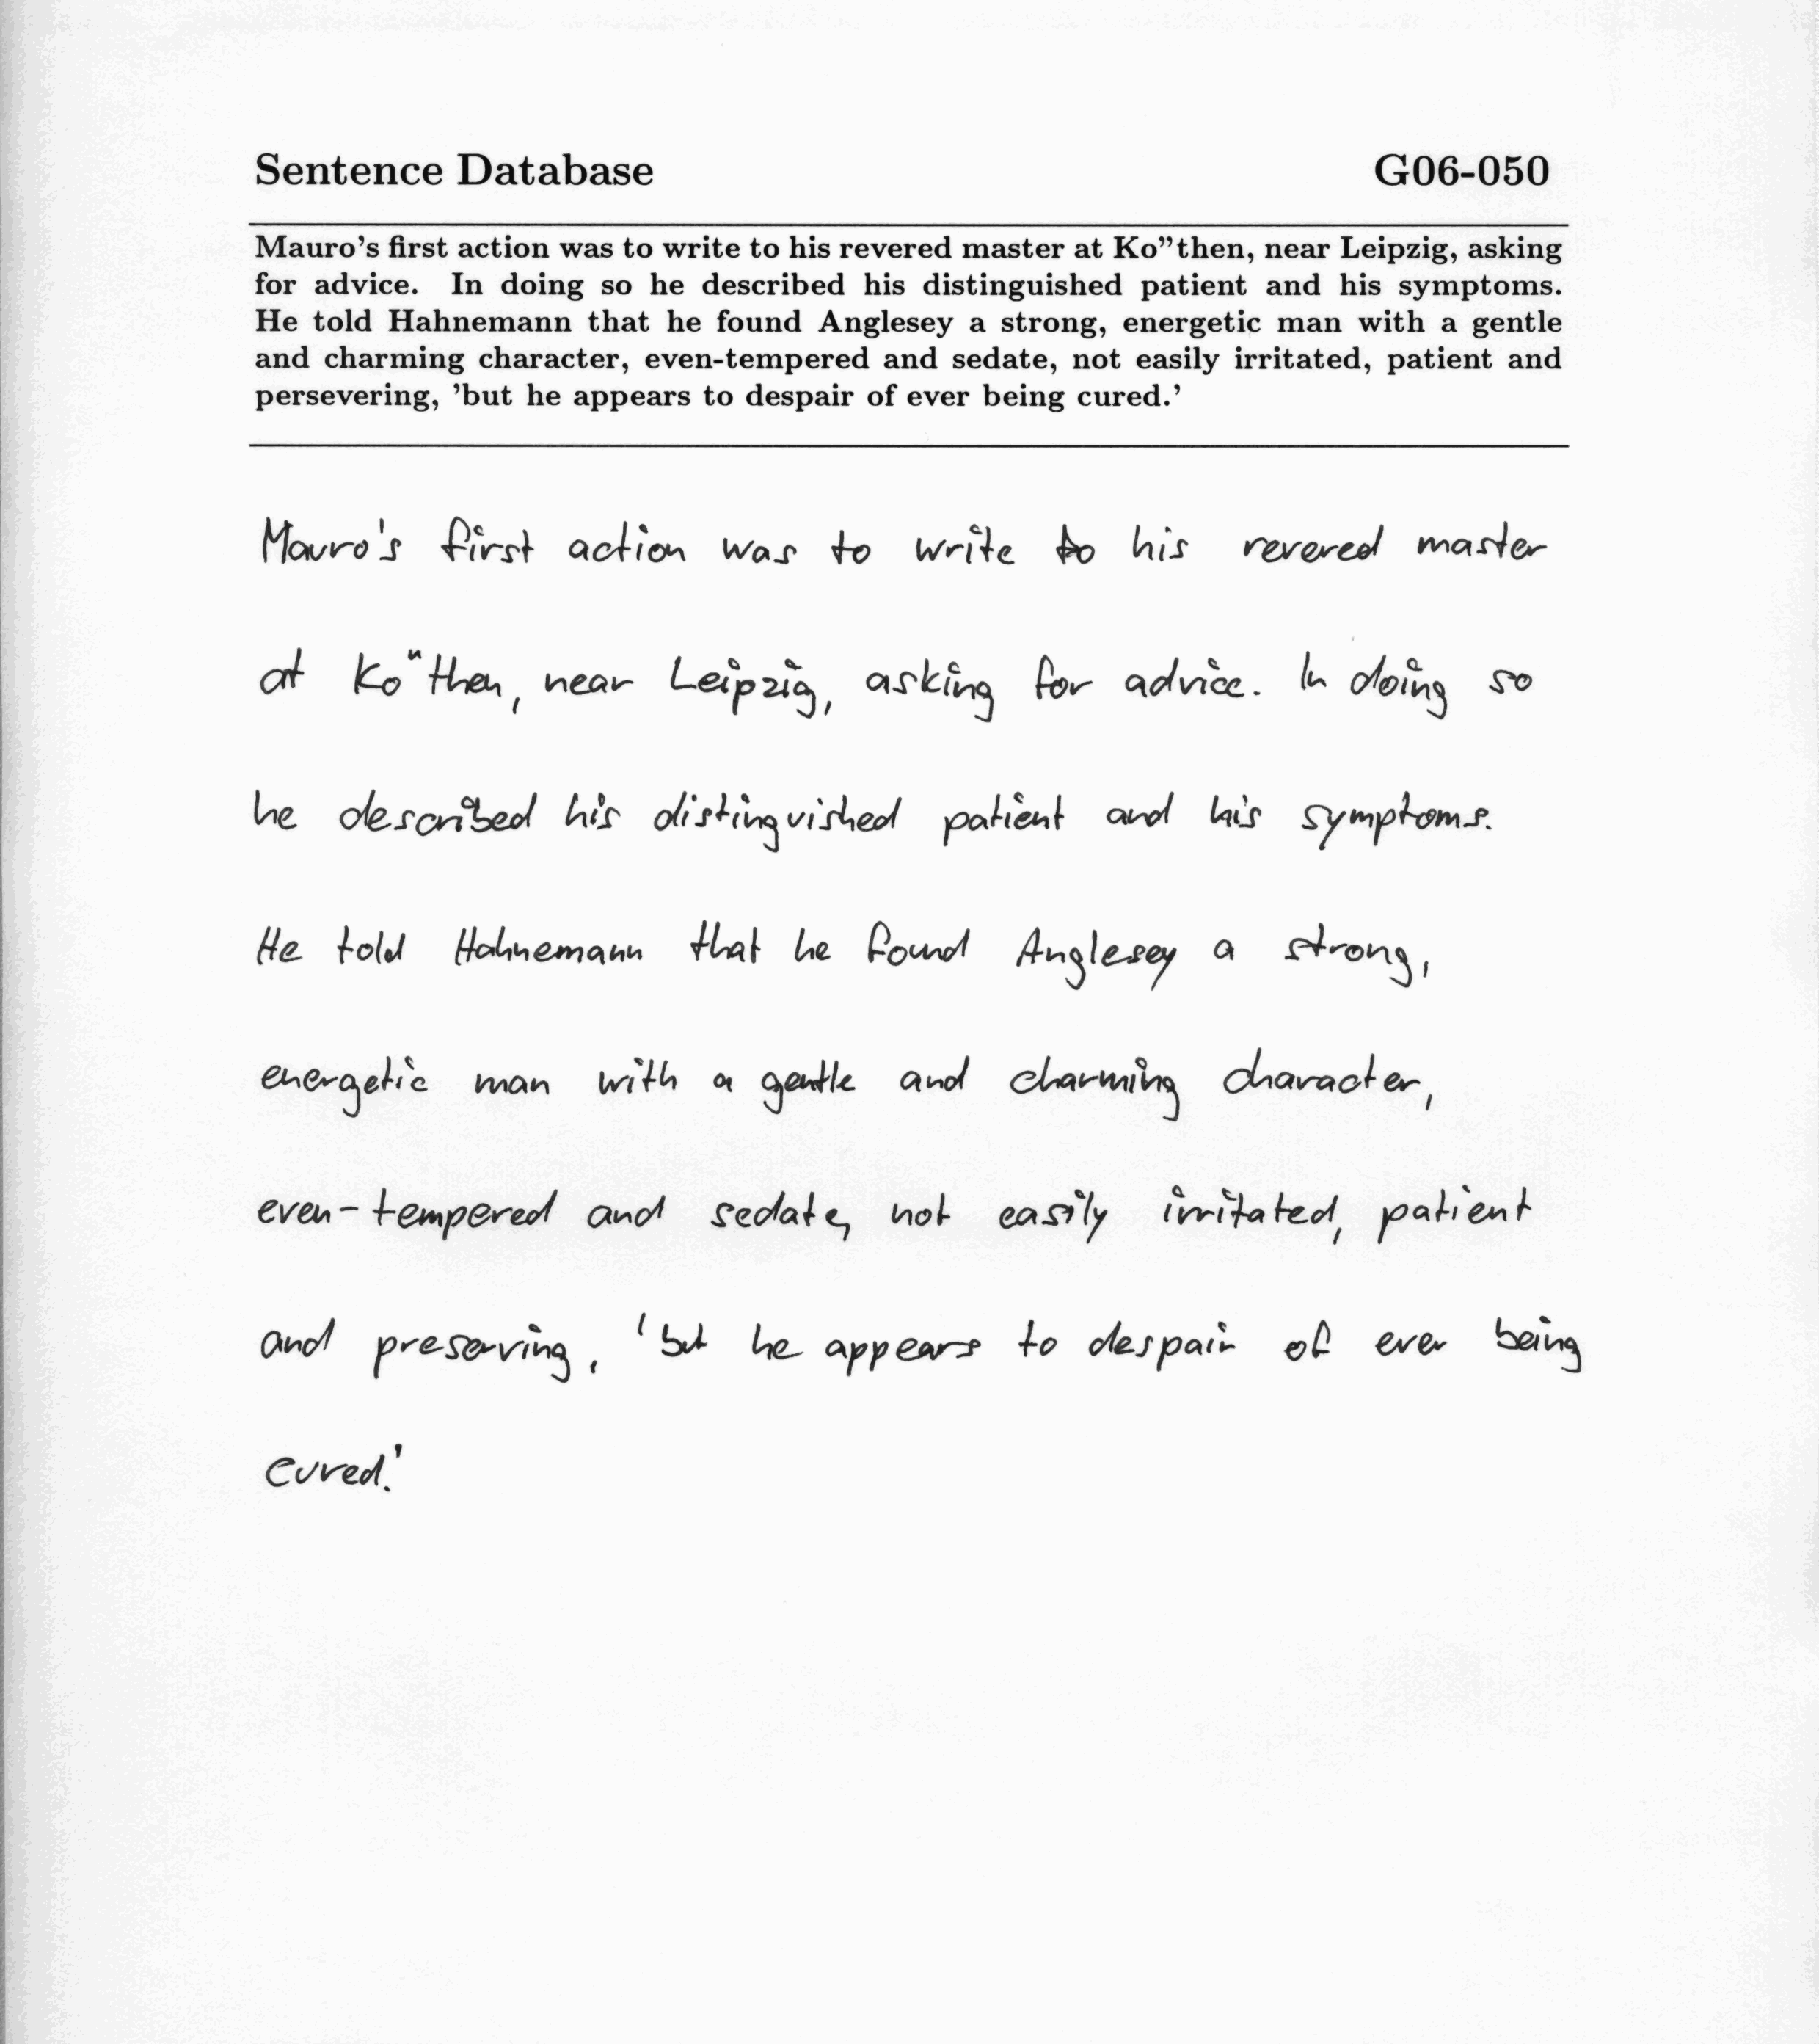 Sentence Database G06-050
Mauro's first action was to write to his revered master at Ko"then, near Leipzig, asking
for advice. In doing so he described his distinguished patient and his symptoms.
He told Hahnemann that he found Anglesey a strong, energetic man with a gentle
and charming character, even-tempered and sedate, not easily irritated, patient and
persevering, 'but he appears to despair of ever being cured.'
Mauro's first action was to write to his revered master
at Ko"then, near Leipzig, asking for advice. In doing so
he described his distinguished patient and his symptoms.
He told Hahnemann that he found Anglesey a strong,
energetic man with a gentle and charming character,
even-tempered and sedate, not easily irritated, patient
and preserving, 'but he appears to despair of ever being
cured.'